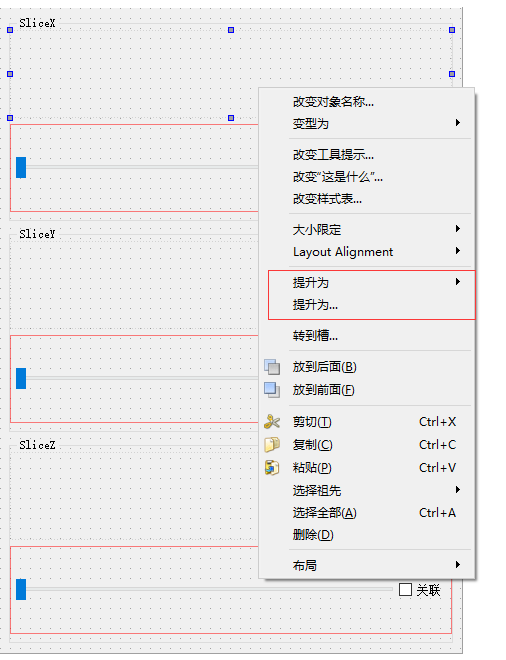 SliceX
改变对象名称...
变型为
改变工具提示...
改变“这是什么”...
改变样式表...
大小限定
Layout Alignment
提升为
提升为...
转到槽...
放到后面(B)
放到前面(F)
剪切(T) Ctrl+X
复制(C) Ctrl+C
粘贴(P) Ctrl+V
选择祖先
选择全部(A) Ctrl+A
删除(D)
布局
SliceY
SliceZ
关联